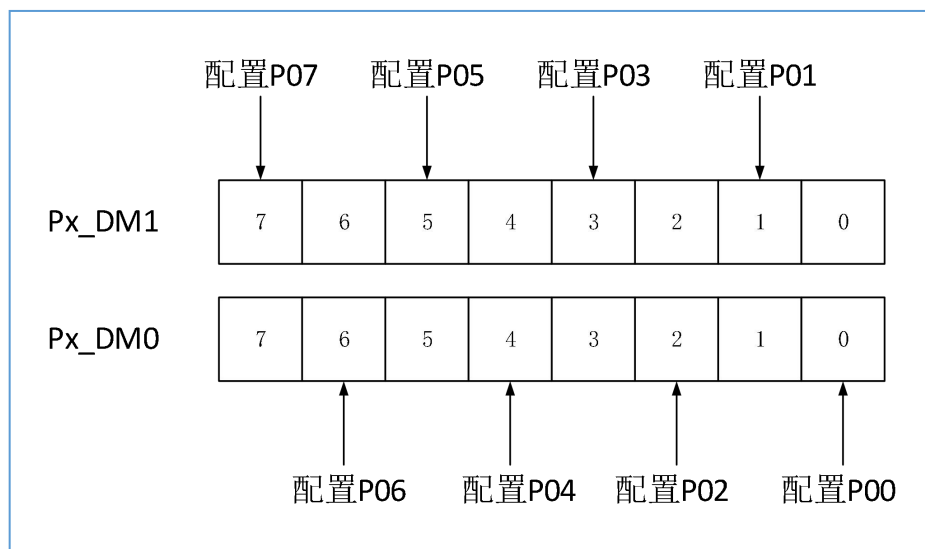 配置P07 配置P05 配置P03 配置P01
Px_DM1 7 6 5 4 3 2 1 0
Px_DM0 7 6 5 4 3 2 1 0
配置P06 配置P04 配置P02 配置P00